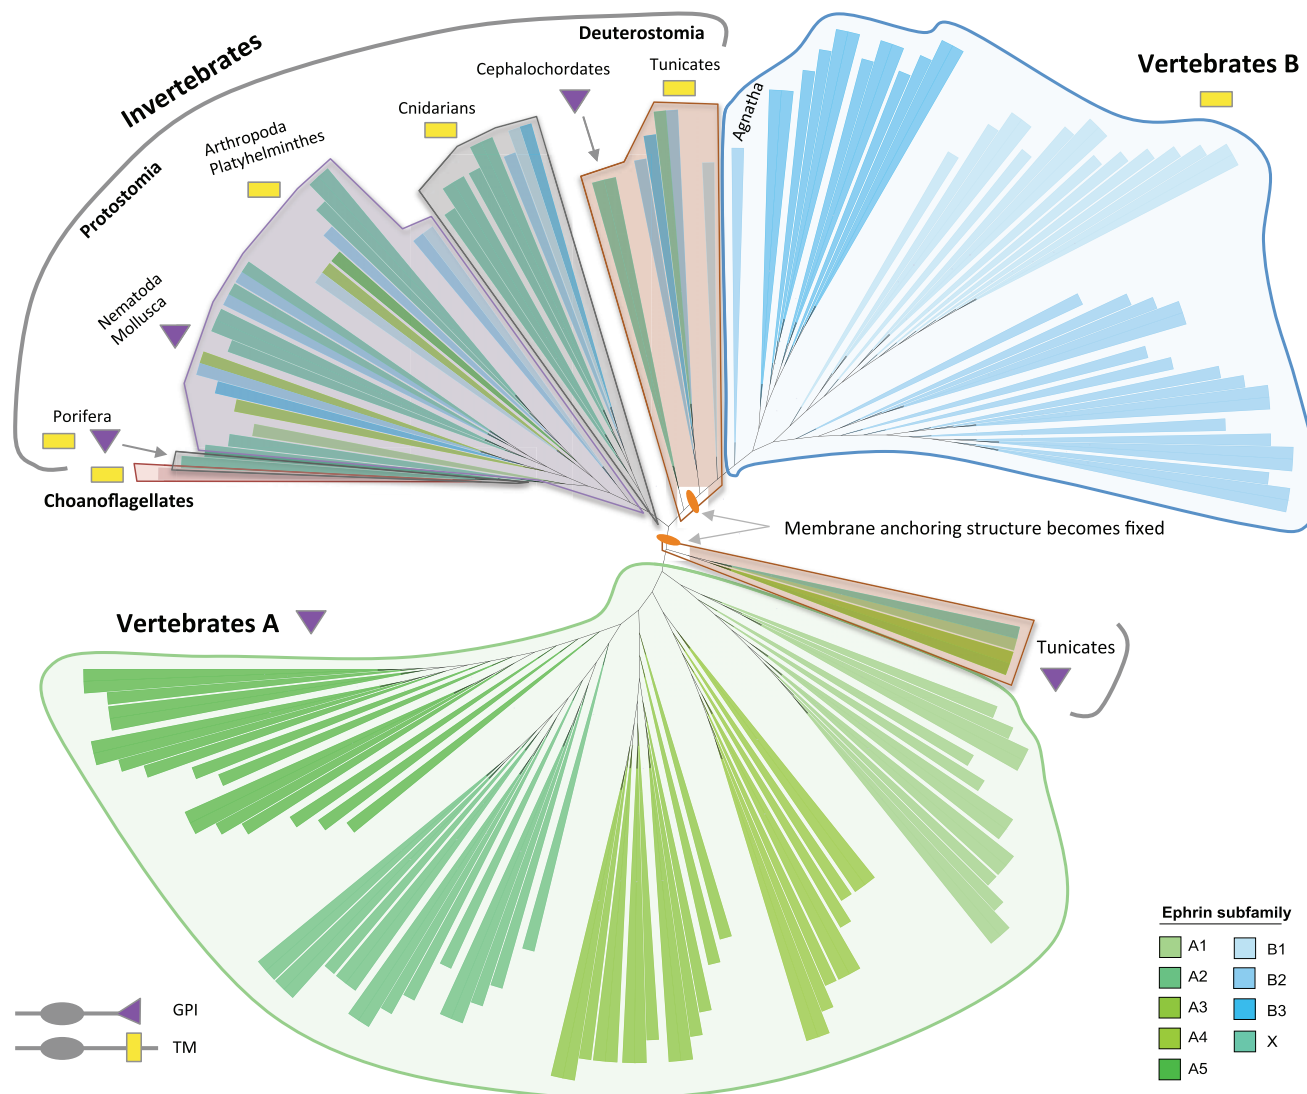 Deuterostomia
Invertebrates
Cephalochordates
Tunicates
Vertebrates B
Cnidarians
Agnatha
Arthropoda
Platyhelminthes
Protostomia
Nematoda
Mollusca
Porifera
Choanoflagellates
Membrane anchoring structure becomes fixed
Vertebrates A
Tunicates
Ephrin subfamily
A1
B1
A2
B2
A3
B3
A4
X
A5
GPI
TM